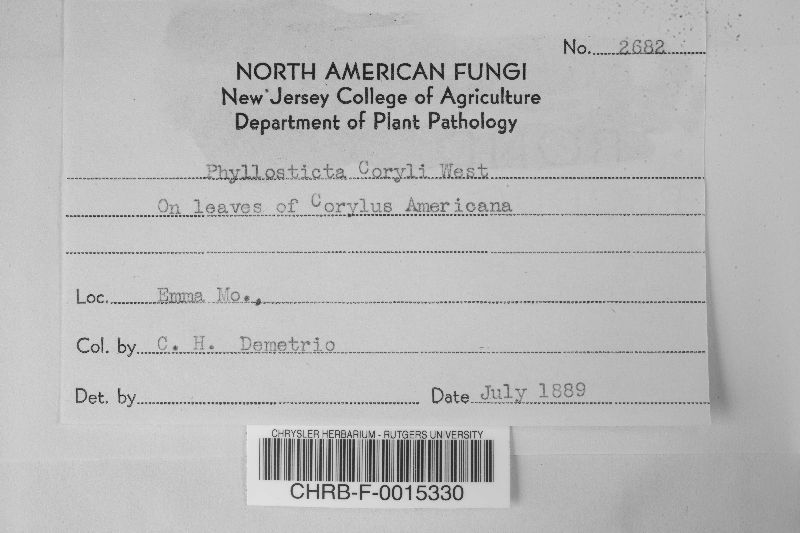 No. 2682
NORTH AMERICAN FUNGI
New Jersey College of Agriculture
Department of Plant Pathology
Phyllosticta Coryli West
On leaves of Corylus Americana
Loc. Emma Mo.,
Col. by C. H. Demetrio
Det. by
Date July 1889
CHRYSLER HERBARIUM - RUTGERS UNIVERSITY
CHRB-F-0015330